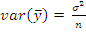 var(ȳ) = σ²/n